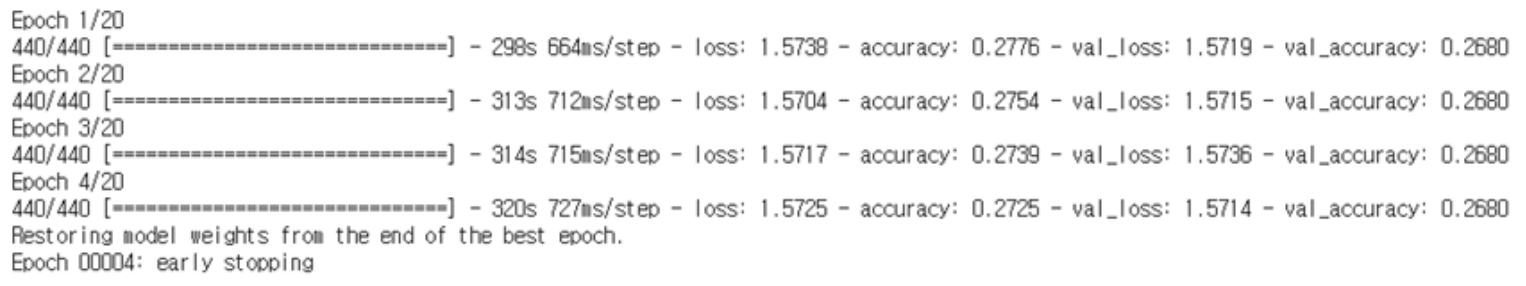 Epoch 1/20
440/440 [==============================] - 298s 664ms/step - loss: 1.5738 - accuracy: 0.2776 - val_loss: 1.5719 - val_accuracy: 0.2680
Epoch 2/20
440/440 [==============================] - 313s 712ms/step - loss: 1.5704 - accuracy: 0.2754 - val_loss: 1.5715 - val_accuracy: 0.2680
Epoch 3/20
440/440 [==============================] - 314s 715ms/step - loss: 1.5717 - accuracy: 0.2739 - val_loss: 1.5736 - val_accuracy: 0.2680
Epoch 4/20
440/440 [==============================] - 320s 727ms/step - loss: 1.5725 - accuracy: 0.2725 - val_loss: 1.5714 - val_accuracy: 0.2680
Restoring model weights from the end of the best epoch.
Epoch 00004: early stopping